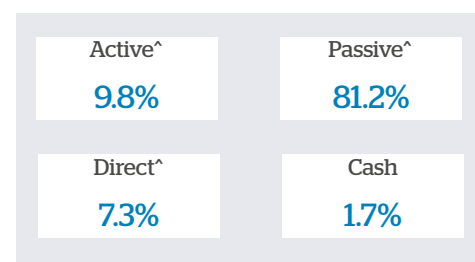 Active^ Passive^
9.8% 81.2%
Direct^ Cash
7.3% 1.7%